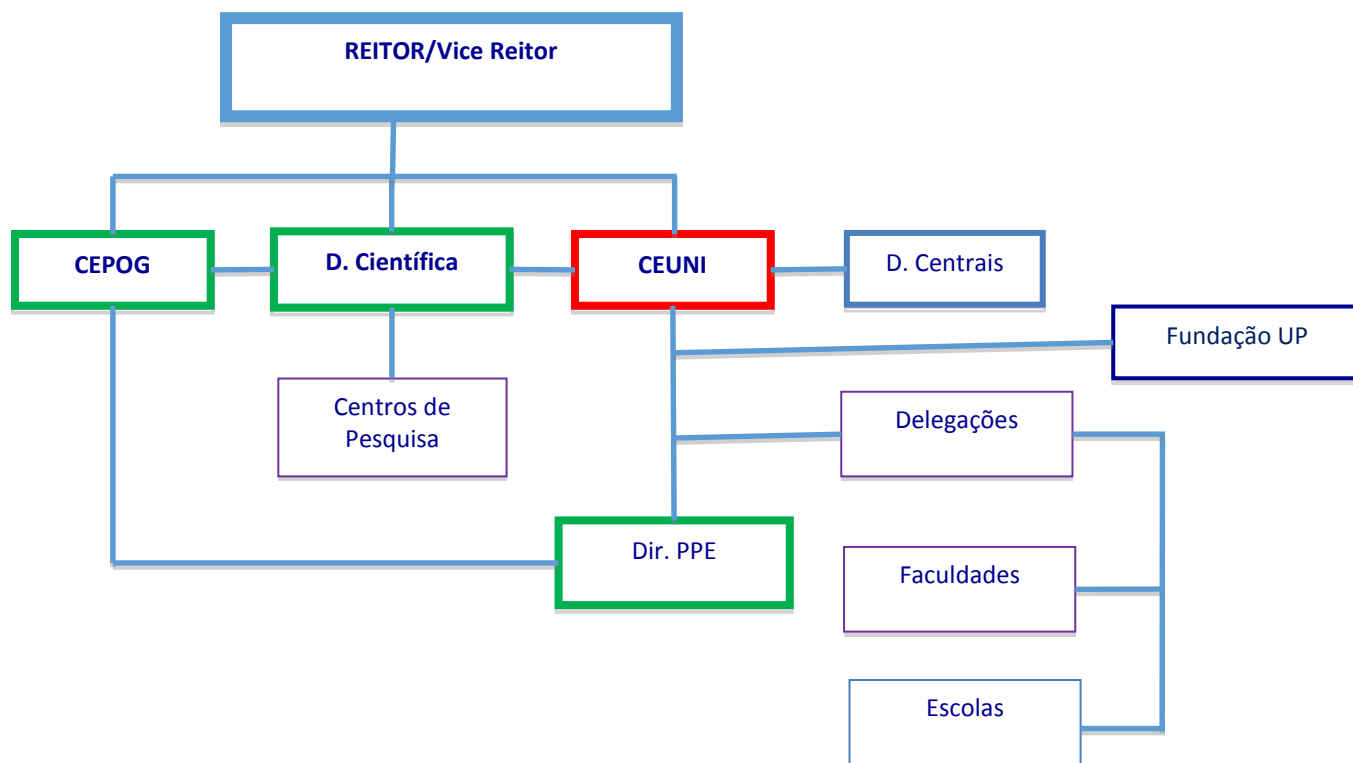 REITOR/Vice Reitor
CEPOG
D. Científica
CEUNI
D. Centrais
Fundação UP
Centros de
Pesquisa
Delegações
Dir. PPE
Faculdades
Escolas